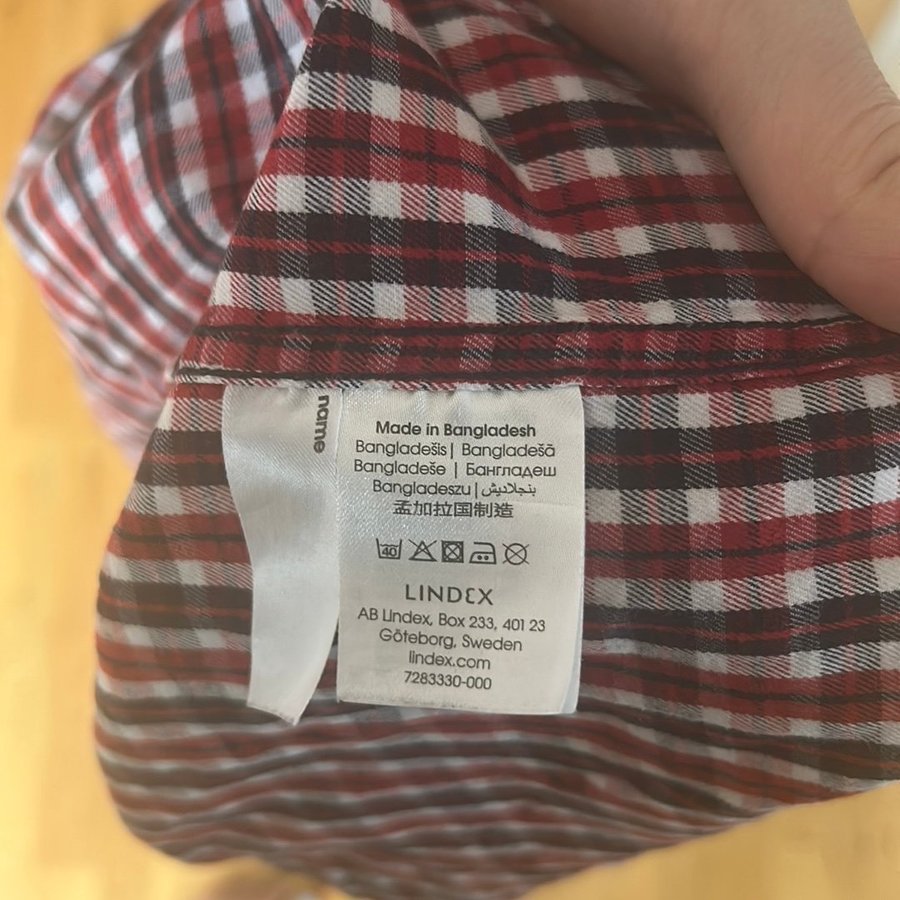 name
Made in Bangladesh
Bangladešis| Bangladešā
Bangladeše | Бангладеш
Bangladeszu|بنجلاديش
孟加拉国制造
40
LINDEX
AB Lindex, Box 233, 401 23
Göteborg, Sweden
lindex.com
7283330-000